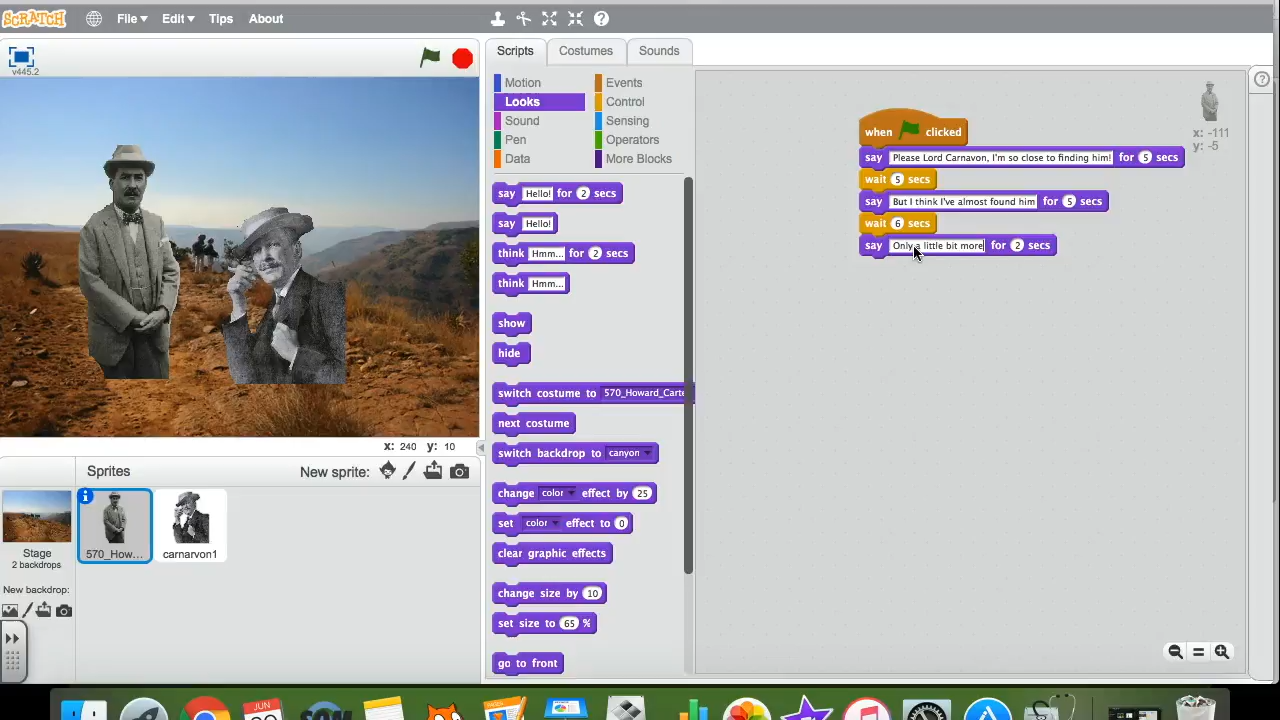 SCRATCH File Edit Tips About
v445.2
Scripts Costumes Sounds
Motion Events
Looks Control
Sound Sensing
Pen Operators
Data More Blocks
say Hello! for 2 secs
say Hello!
think Hmm... for 2 secs
think Hmm...
show
hide
switch costume to 570_Howard_Carte
next costume
switch backdrop to canyon
change color effect by 25
set color effect to 0
clear graphic effects
change size by 10
set size to 65 %
go to front
when clicked
say Please Lord Carnavon, I'm so close to finding him! for 5 secs
wait 5 secs
say But I think I've almost found him for 5 secs
wait 6 secs
say Only a little bit more for 2 secs
x: -111
y: -5
x: 240 y: 10
Sprites New sprite:
Stage
2 backdrops
New backdrop:
570_How...
carnarvon1
JUN